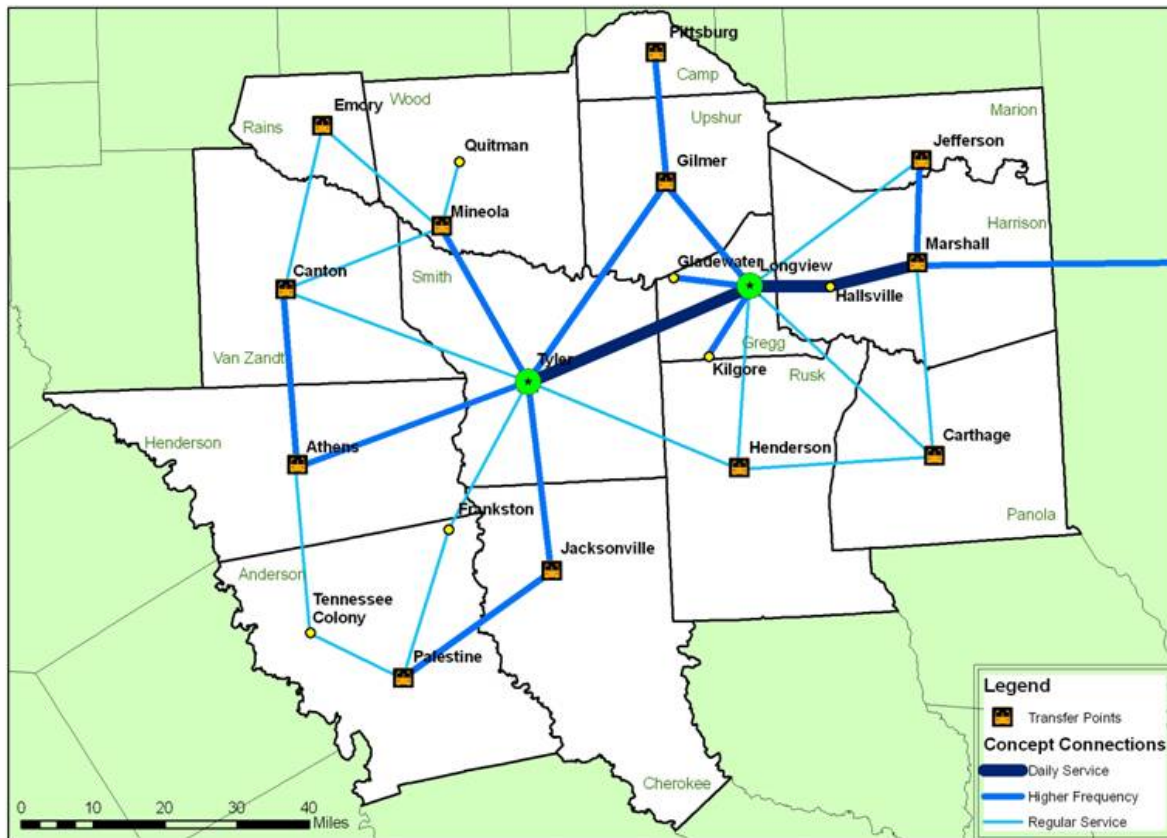 Pittsburg
Camp
Wood
Emory
Rains
Upshur
Marion
Quitman
Jefferson
Gilmer
Mineola
Harrison
Marshall
Gladewater
Longview
Canton
Smith
Hallsville
Gregg
Van Zandt
Tyler
Kilgore
Rusk
Henderson
Athens
Henderson
Carthage
Frankston
Panola
Jacksonville
Anderson
Tennessee
Colony
Palestine
Cherokee
Legend
Transfer Points
Concept Connections
Daily Service
Higher Frequency
Regular Service
0 5 10 20 30 40
Miles